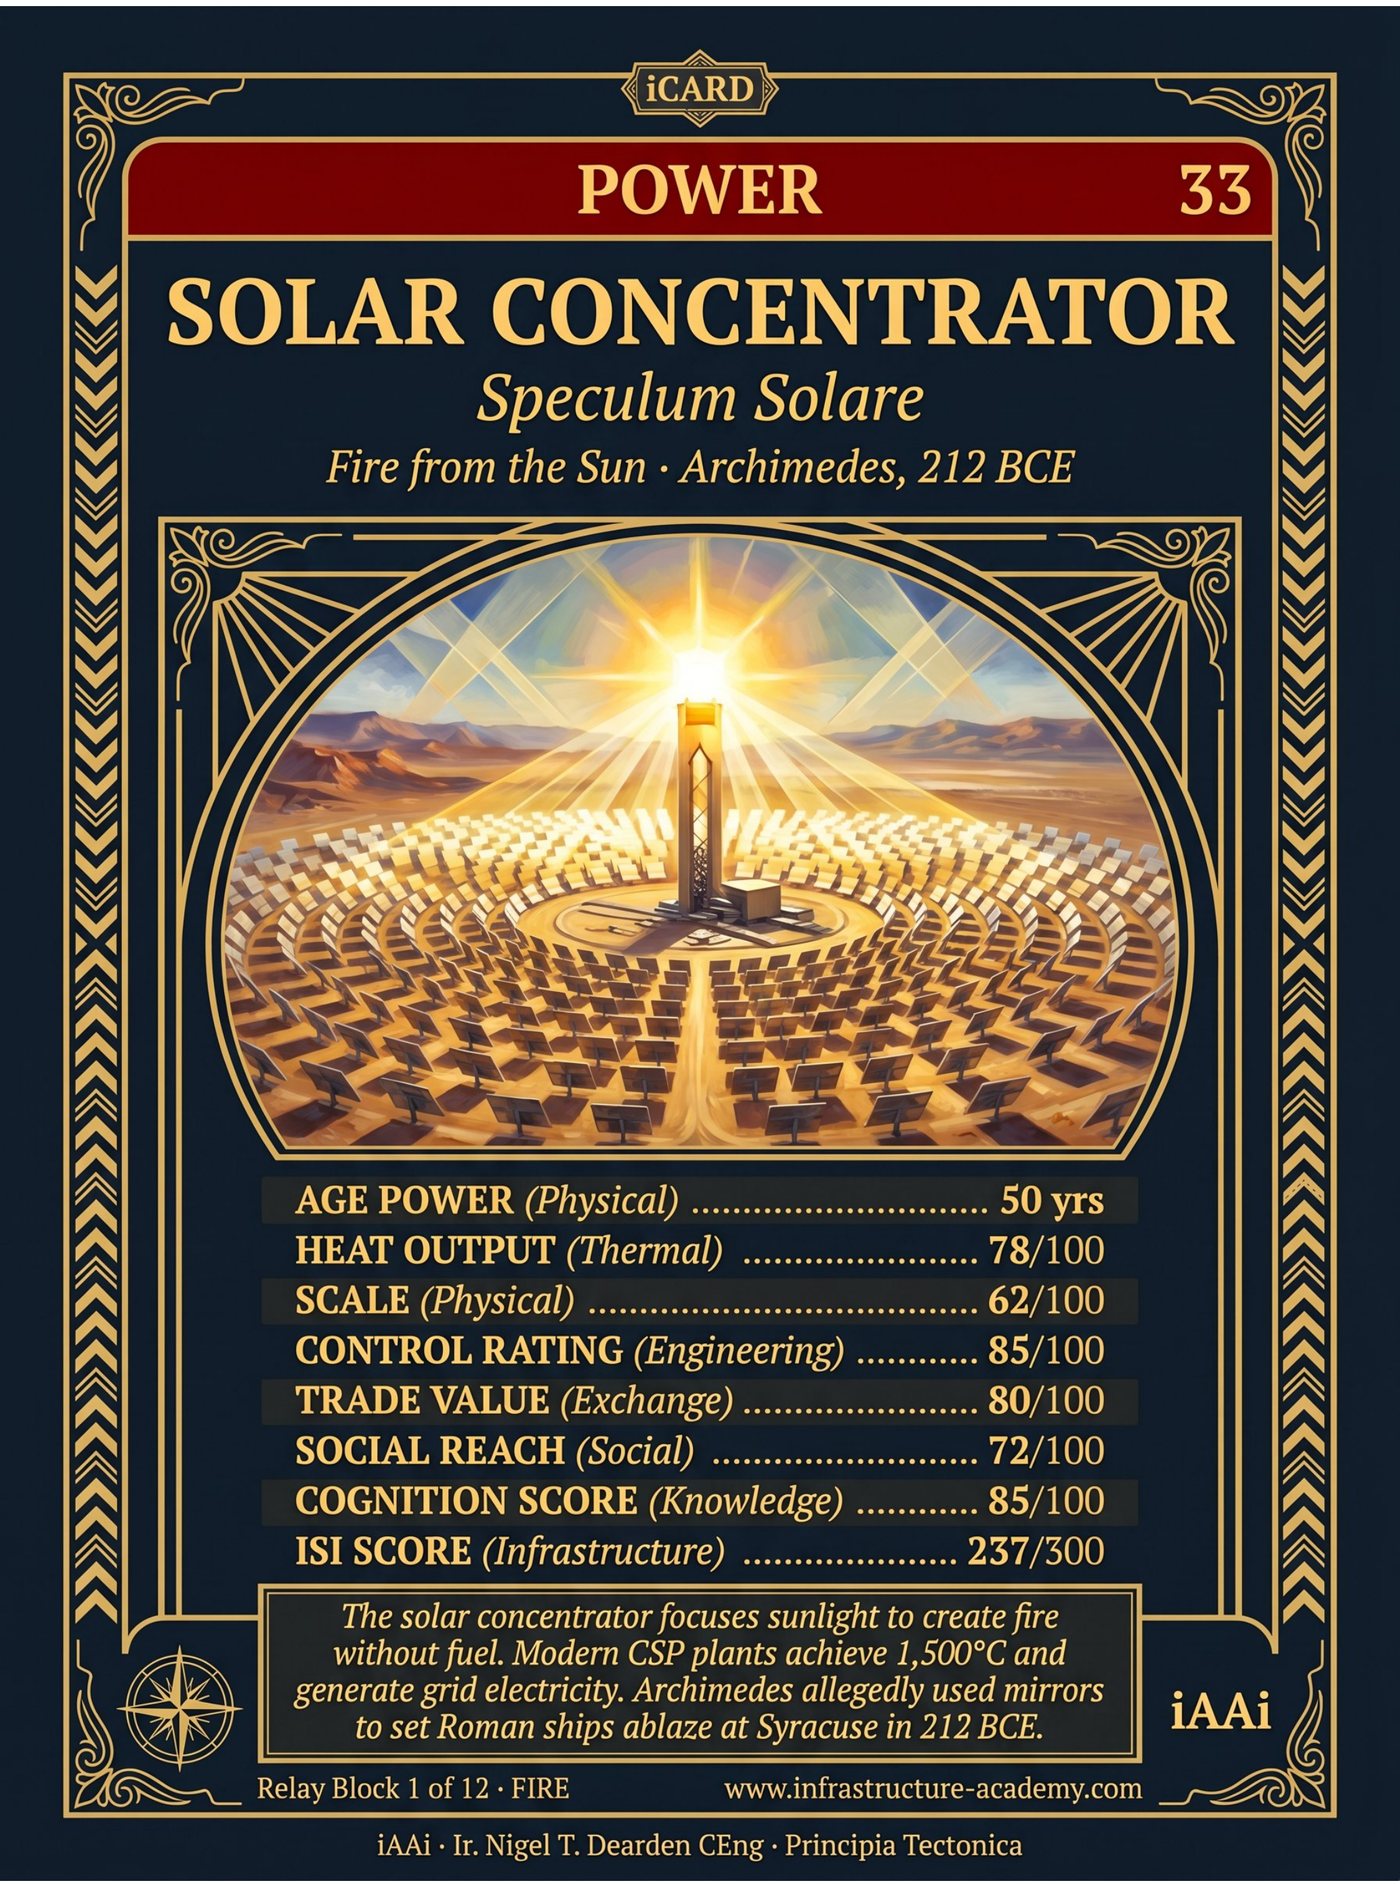 iCARD
POWER 33
SOLAR CONCENTRATOR
Speculum Solare
Fire from the Sun · Archimedes, 212 BCE
AGE POWER (Physical) ............................. 50 yrs
HEAT OUTPUT (Thermal) ....................... 78/100
SCALE (Physical) ...................................... 62/100
CONTROL RATING (Engineering) ............ 85/100
TRADE VALUE (Exchange) ....................... 80/100
SOCIAL REACH (Social) .......................... 72/100
COGNITION SCORE (Knowledge) ............ 85/100
ISI SCORE (Infrastructure) ..................... 237/300
The solar concentrator focuses sunlight to create fire
without fuel. Modern CSP plants achieve 1,500°C and
generate grid electricity. Archimedes allegedly used mirrors
to set Roman ships ablaze at Syracuse in 212 BCE.
iAAi
Relay Block 1 of 12 · FIRE www.infrastructure-academy.com
iAAi · Ir. Nigel T. Dearden CEng · Principia Tectonica